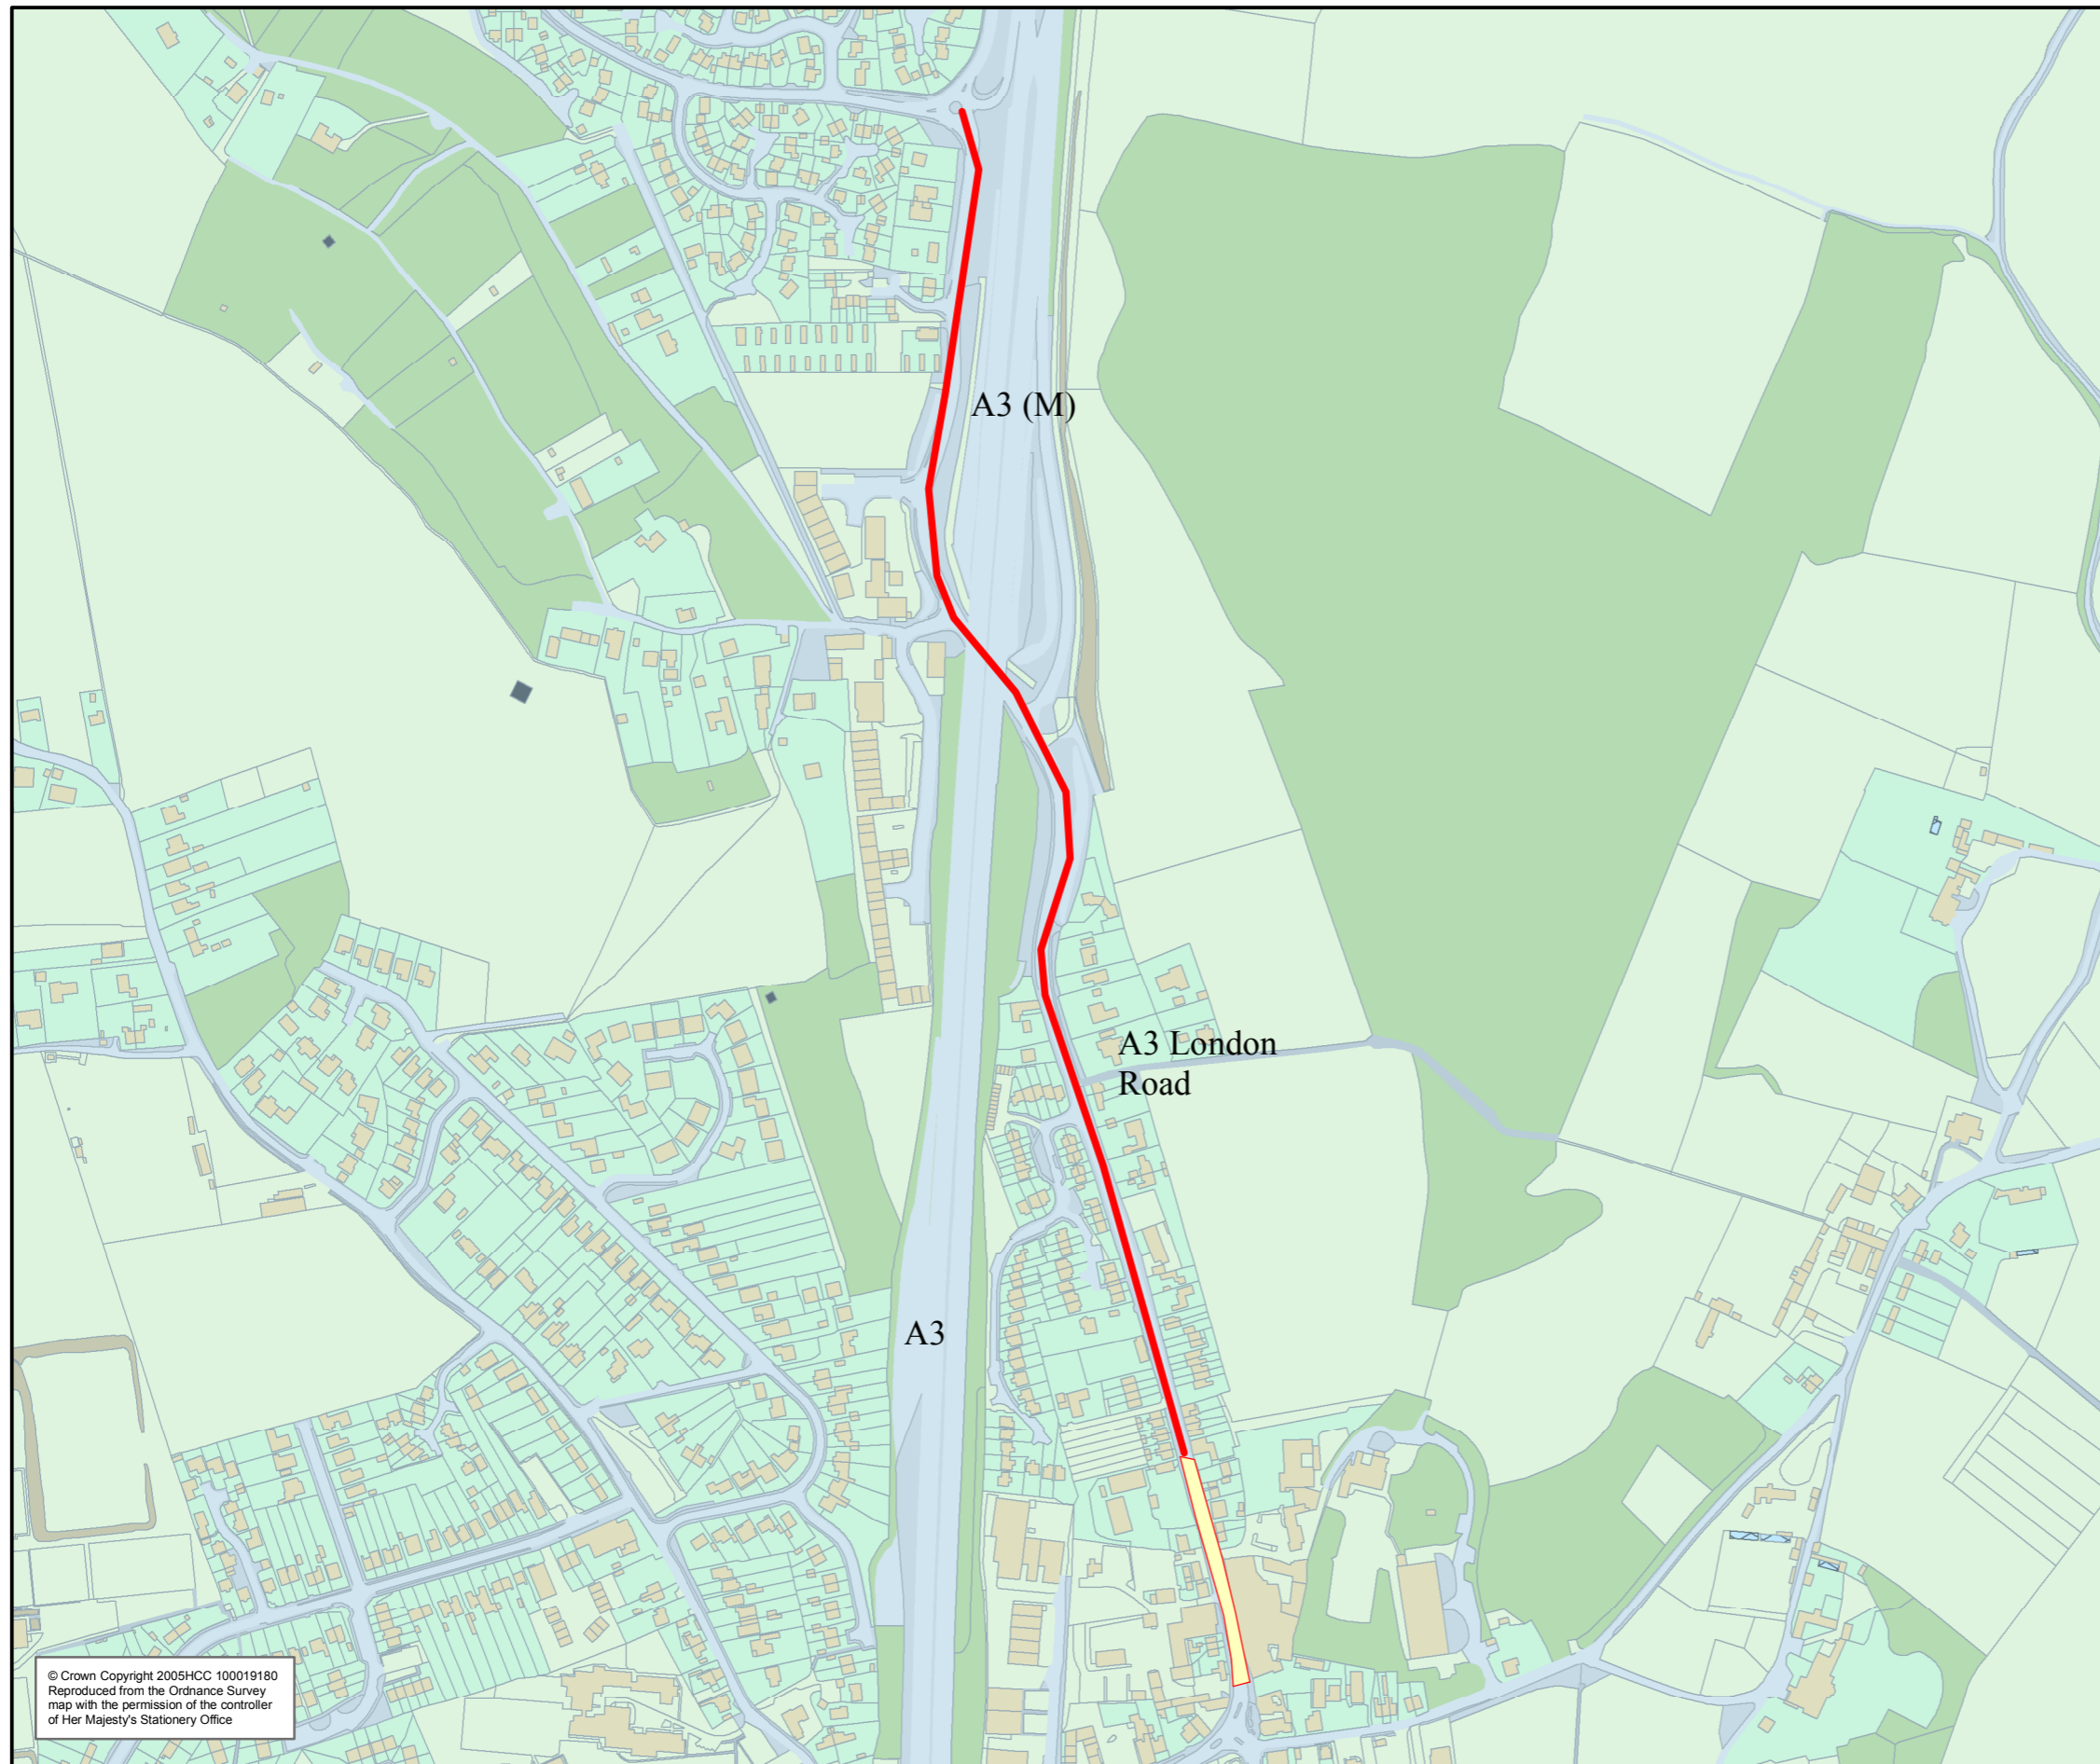 A3 (M)
A3 London
Road
A3
© Crown Copyright 2005HCC 100019180
Reproduced from the Ordnance Survey
map with the permission of the controller
of Her Majesty's Stationery Office